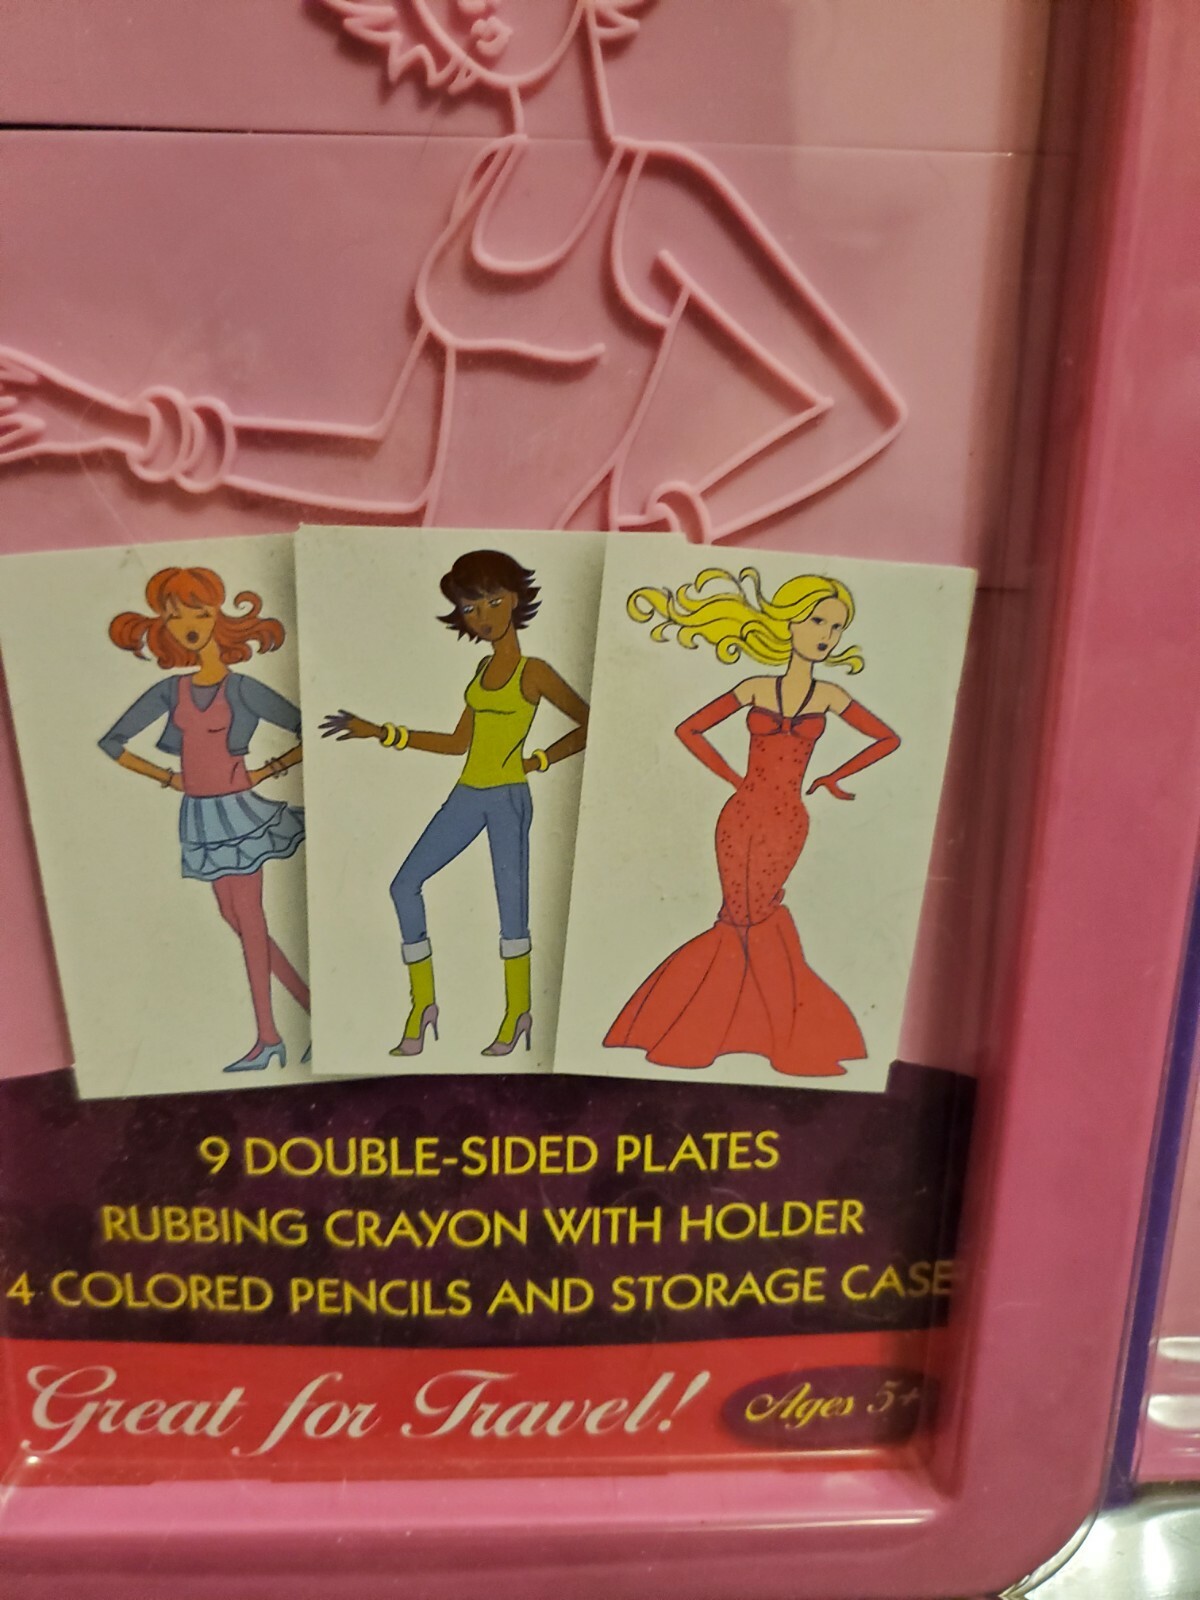 9 DOUBLE-SIDED PLATES
RUBBING CRAYON WITH HOLDER
4 COLORED PENCILS AND STORAGE CASE
Great for Travel!
Ages 5+